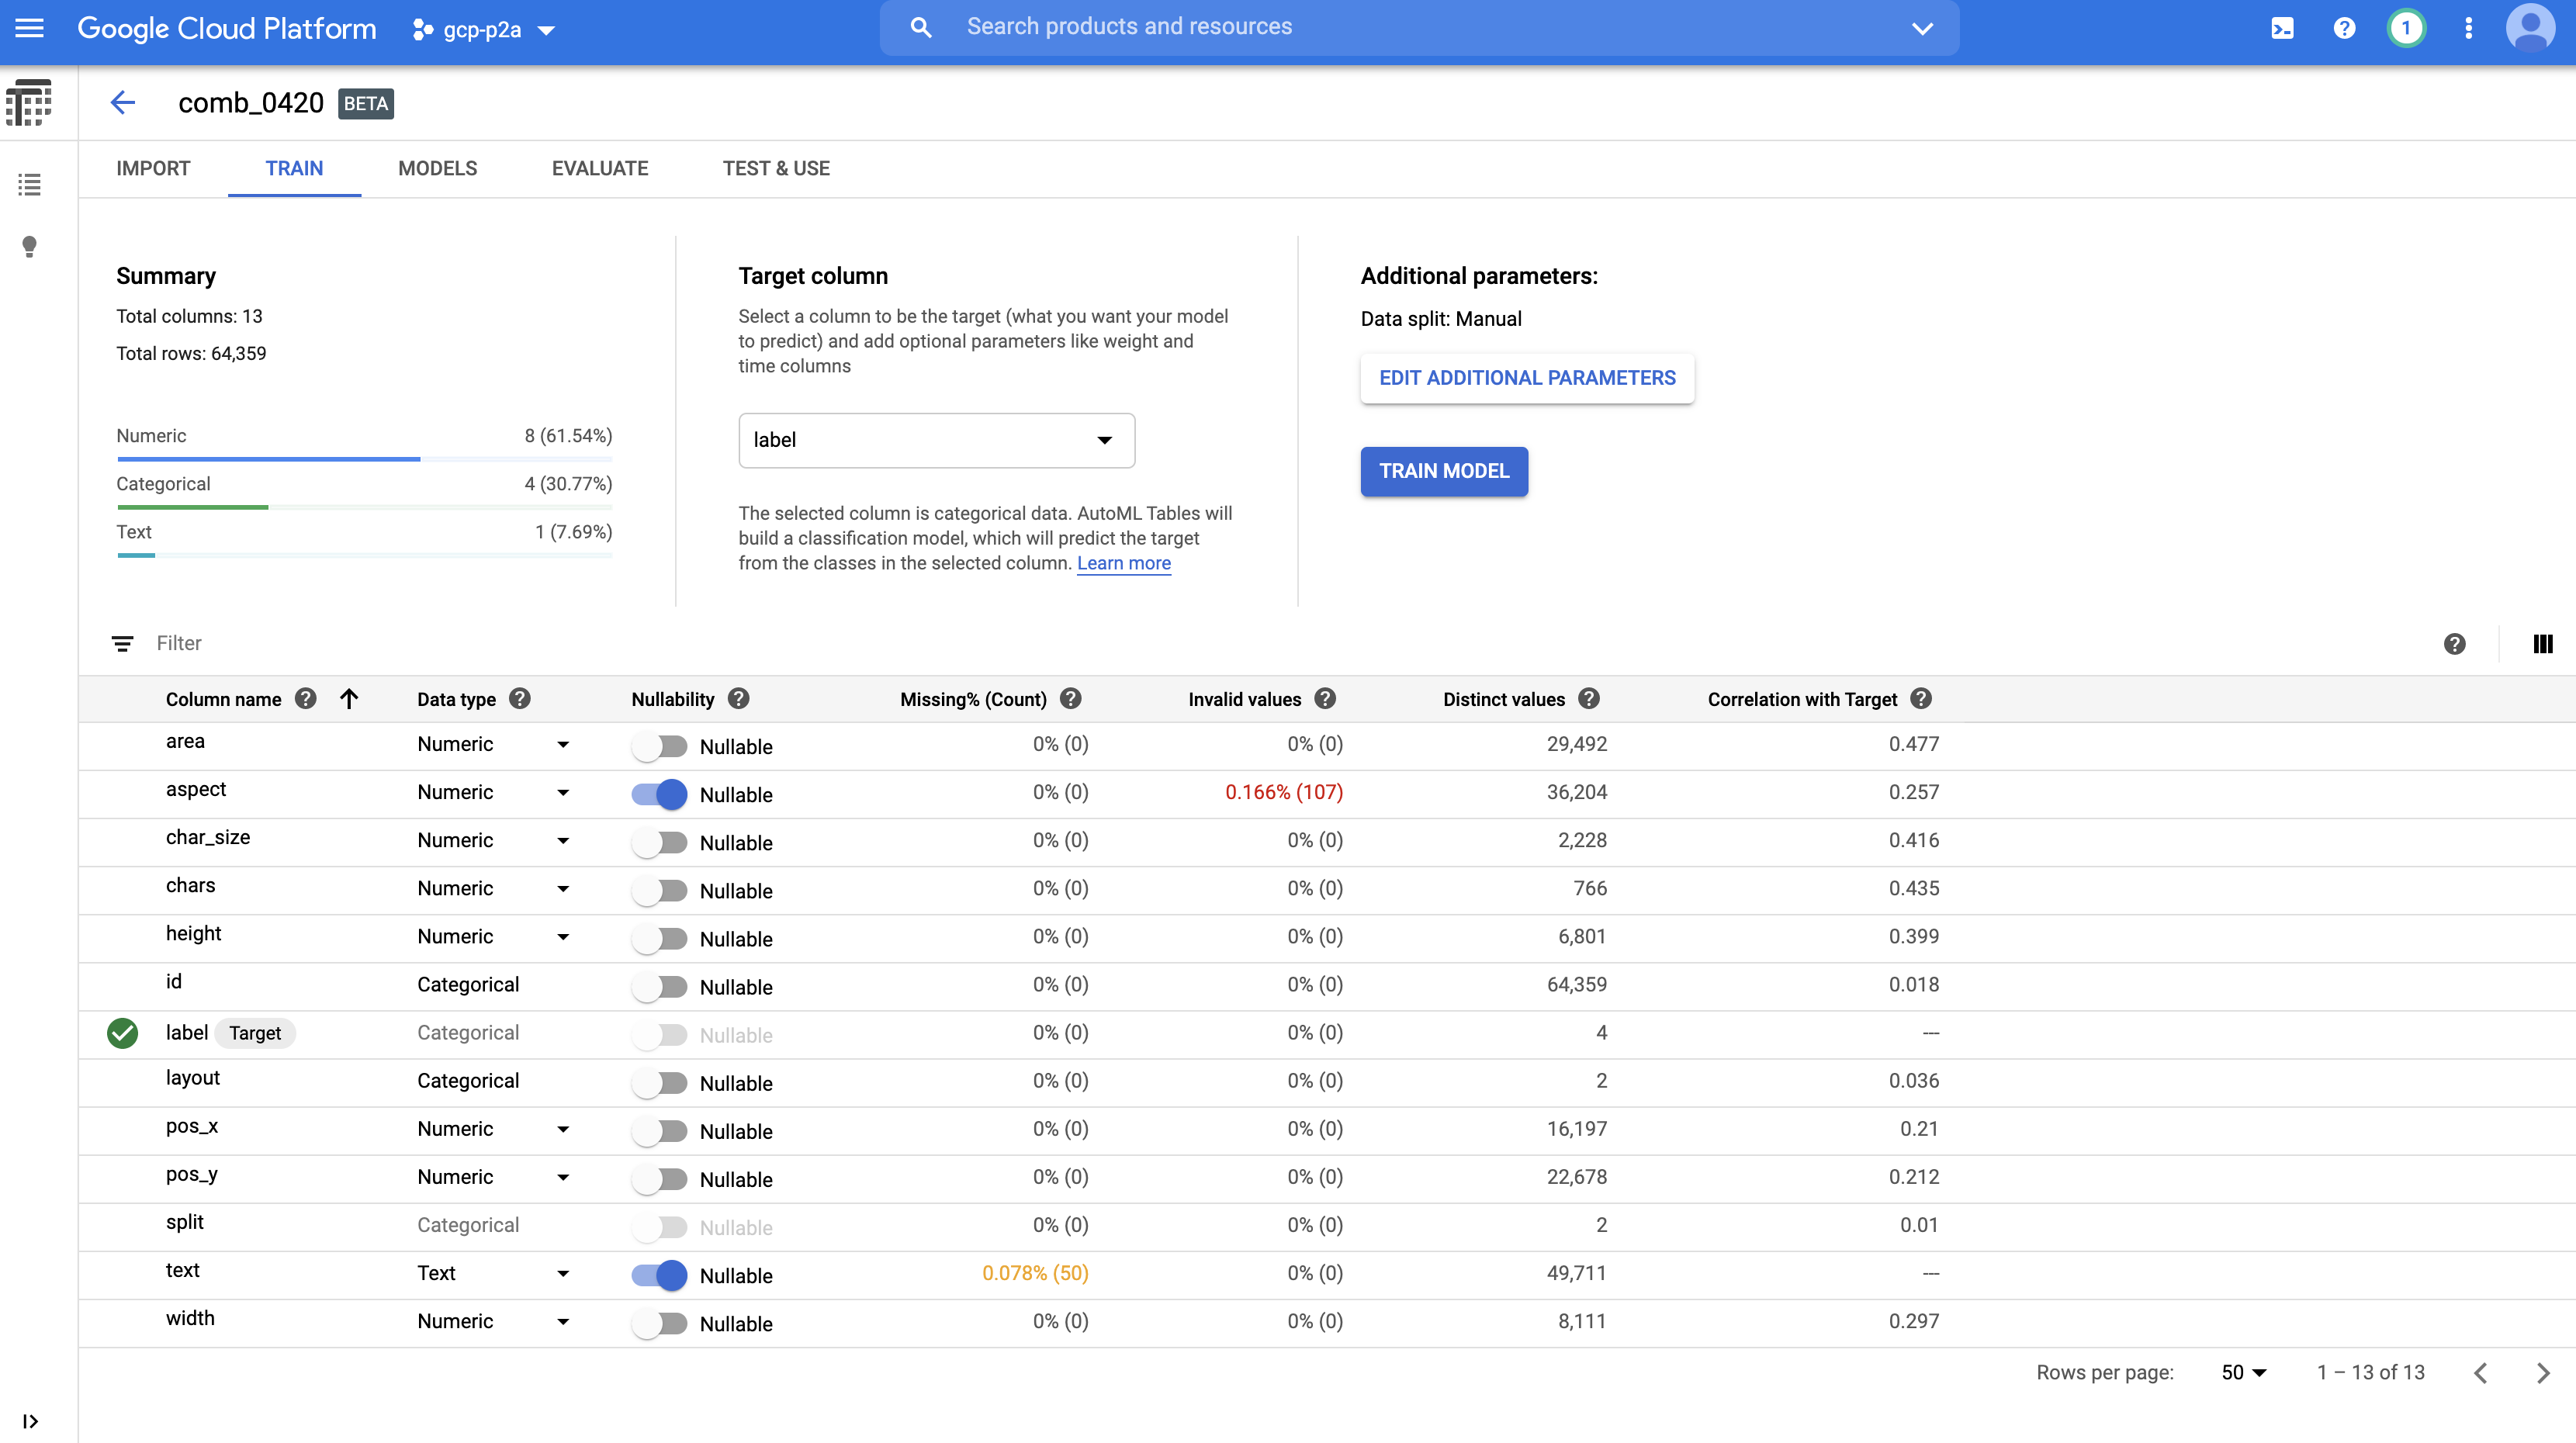 Google Cloud Platform gcp-p2a Search products and resources 1
comb_0420 BETA
IMPORT TRAIN MODELS EVALUATE TEST & USE
Summary
Total columns: 13
Total rows: 64,359
Numeric 8 (61.54%)
Categorical 4 (30.77%)
Text 1 (7.69%)
Target column
Select a column to be the target (what you want your model
to predict) and add optional parameters like weight and
time columns
label
The selected column is categorical data. AutoML Tables will
build a classification model, which will predict the target
from the classes in the selected column. Learn more
Additional parameters:
Data split: Manual
EDIT ADDITIONAL PARAMETERS
TRAIN MODEL
Filter
Column name Data type Nullability Missing% (Count) Invalid values Distinct values Correlation with Target
area Numeric Nullable 0% (0) 0% (0) 29,492 0.477
aspect Numeric Nullable 0% (0) 0.166% (107) 36,204 0.257
char_size Numeric Nullable 0% (0) 0% (0) 2,228 0.416
chars Numeric Nullable 0% (0) 0% (0) 766 0.435
height Numeric Nullable 0% (0) 0% (0) 6,801 0.399
id Categorical Nullable 0% (0) 0% (0) 64,359 0.018
label Target Categorical Nullable 0% (0) 0% (0) 4 —
layout Categorical Nullable 0% (0) 0% (0) 2 0.036
pos_x Numeric Nullable 0% (0) 0% (0) 16,197 0.21
pos_y Numeric Nullable 0% (0) 0% (0) 22,678 0.212
split Categorical Nullable 0% (0) 0% (0) 2 0.01
text Text Nullable 0.078% (50) 0% (0) 49,711 —
width Numeric Nullable 0% (0) 0% (0) 8,111 0.297
Rows per page: 50 1 – 13 of 13